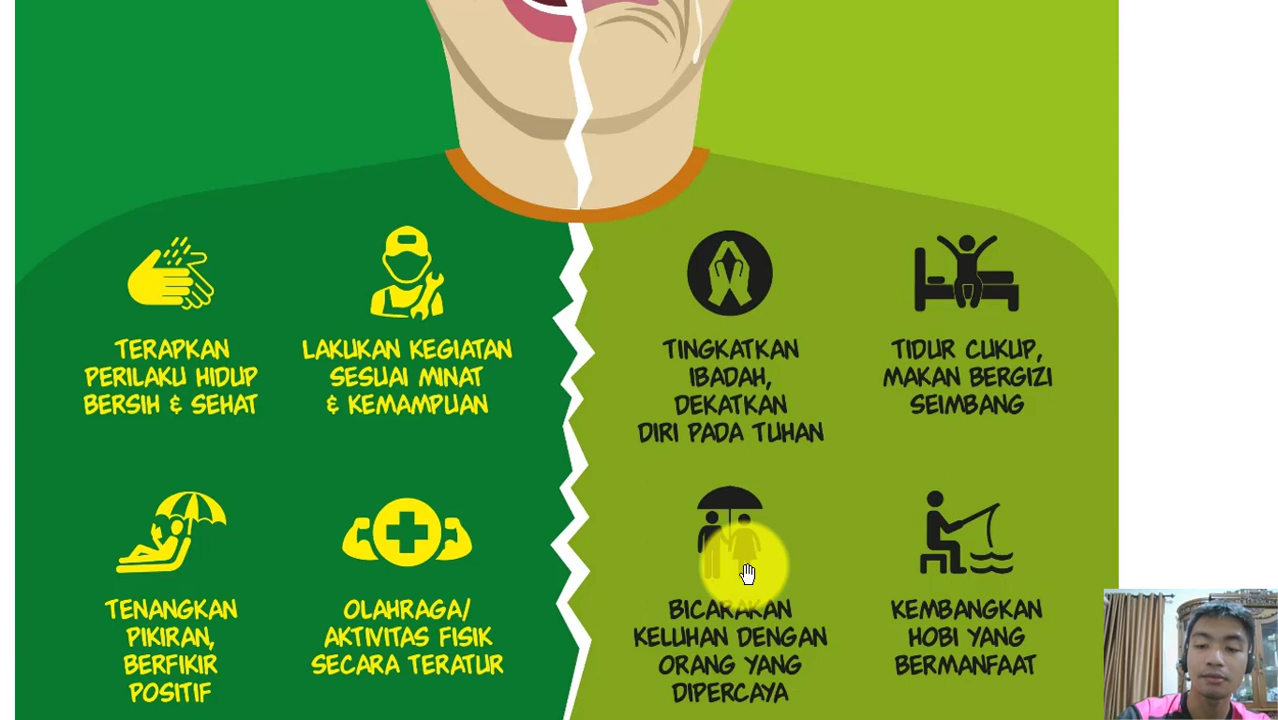 TERAPKAN
PERILAKU HIDUP
BERSIH & SEHAT
LAKUKAN KEGIATAN
SESUAI MINAT
& KEMAMPUAN
TINGKATKAN
IBADAH,
DEKATKAN
DIRI PADA TUHAN
TIDUR CUKUP,
MAKAN BERGIZI
SEIMBANG
TENANGKAN
PIKIRAN,
BERFIKIR
POSITIF
OLAHRAGA/
AKTIVITAS FISIK
SECARA TERATUR
BICARAKAN
KELUHAN DENGAN
ORANG YANG
DIPERCAYA
KEMBANGKAN
HOBI YANG
BERMANFAAT